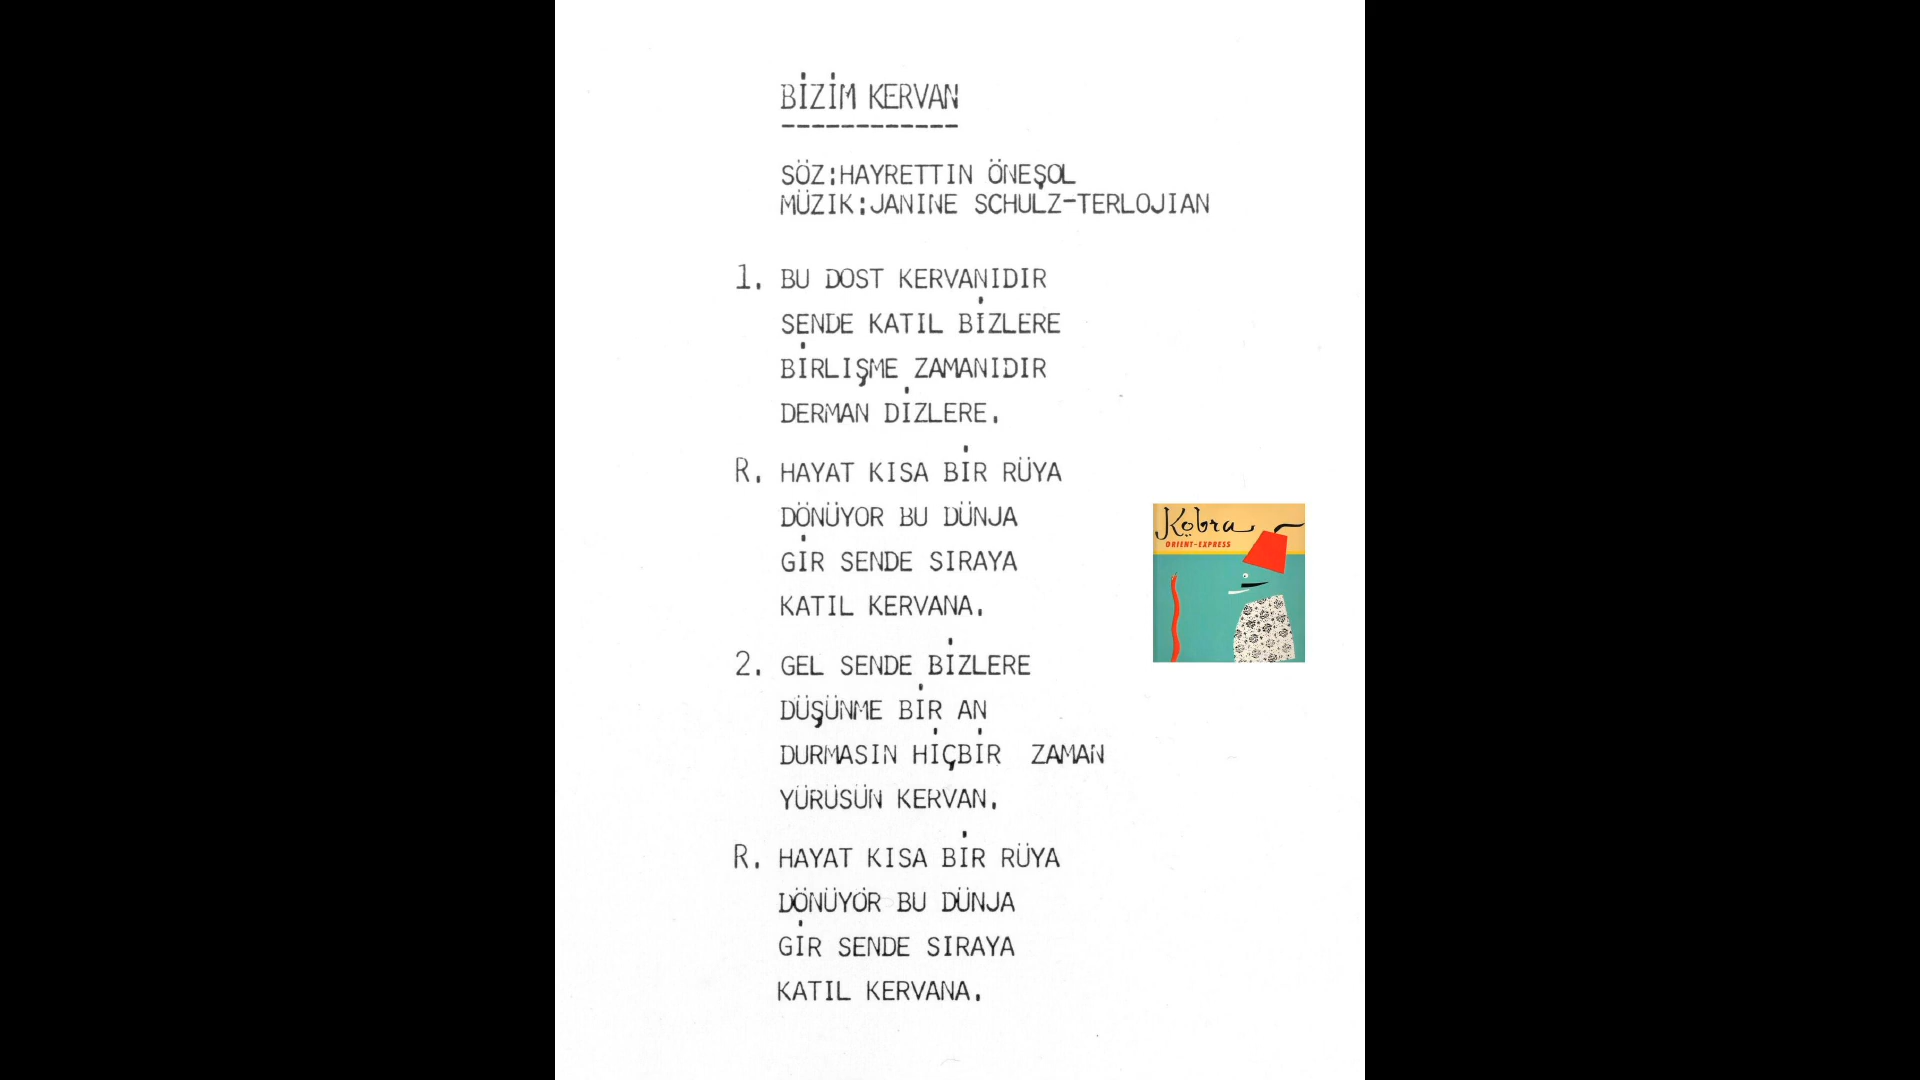 BİZİM KERVAN
------------
SÖZ:HAYRETTIN ÖNEŞOL
MÜZIK:JANINE SCHULZ-TERLOJIAN
1. BU DOST KERVANIDIR
SENDE KATIL BİZLERE
BİRLIŞME ZAMANIDIR
DERMAN DİZLERE.
R. HAYAT KISA BİR RÜYA
DÖNÜYOR BU DÜNJA
GİR SENDE SIRAYA
KATIL KERVANA.
2. GEL SENDE BİZLERE
DÜŞÜNME BİR AN
DURMASIN HİÇBİR ZAMAN
YÜRÜSÜN KERVAN.
R. HAYAT KISA BİR RÜYA
DÖNÜYÖR BU DÜNJA
GİR SENDE SIRAYA
KATIL KERVANA.
Kobra
ORIENT-EXPRESS